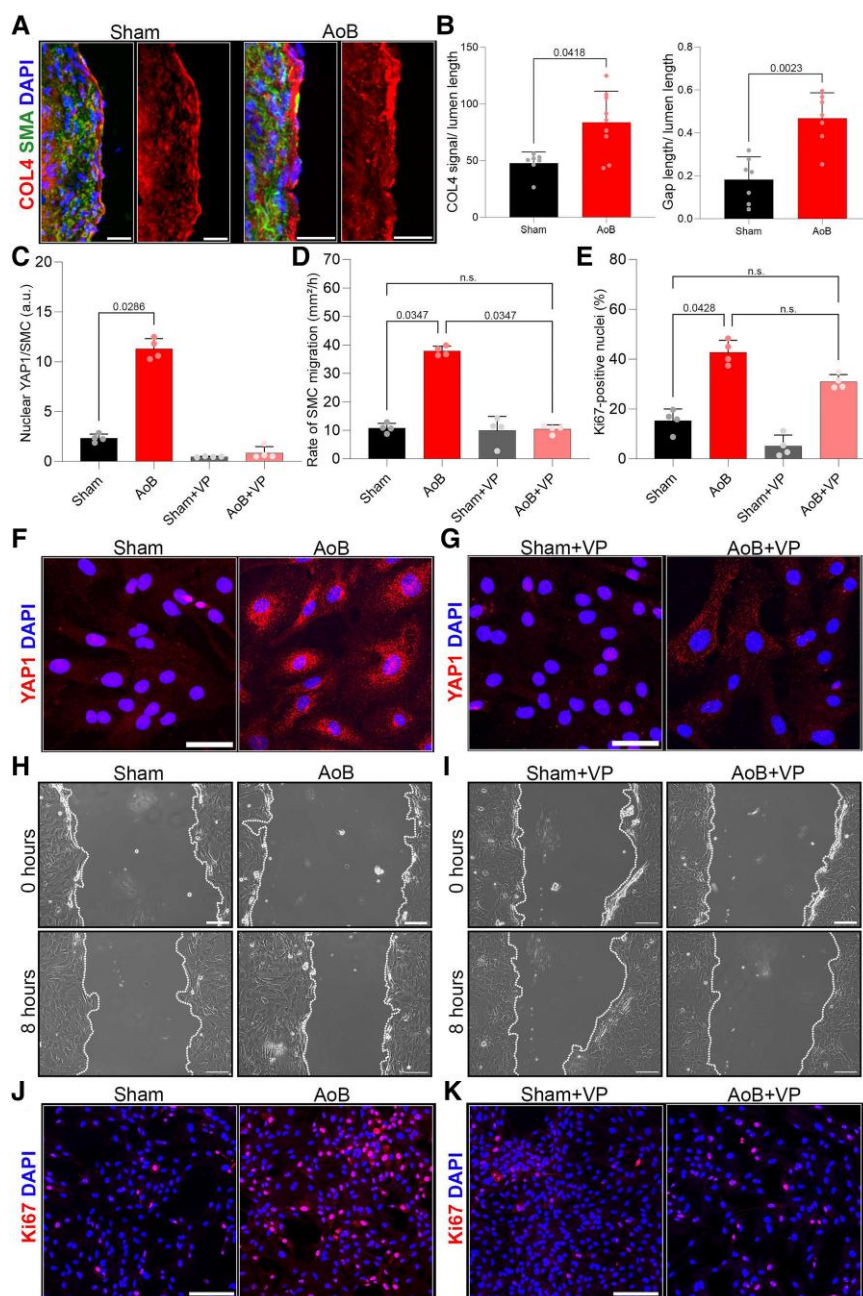 A
Sham
AoB
COL4 SMA DAPI
B
COL4 signal/ lumen length
150
100
50
0
0.0418
Sham
AoB
Gap length/ lumen length
0.8
0.6
0.4
0.2
0.0
0.0023
Sham
AoB
C
Nuclear YAP1/SMC (a.u.)
20
15
10
5
0
0.0286
Sham
AoB
Sham+VP
AoB+VP
D
Rate of SMC migration (mm²/h)
70
60
50
40
30
20
10
0
n.s.
0.0347
0.0347
Sham
AoB
Sham+VP
AoB+VP
E
Ki67-positive nuclei (%)
80
60
40
20
0
n.s.
0.0428
n.s.
Sham
AoB
Sham+VP
AoB+VP
F
Sham
AoB
YAP1 DAPI
G
Sham+VP
AoB+VP
YAP1 DAPI
H
Sham
AoB
0 hours
8 hours
I
Sham+VP
AoB+VP
0 hours
8 hours
J
Sham
AoB
Ki67 DAPI
K
Sham+VP
AoB+VP
Ki67 DAPI